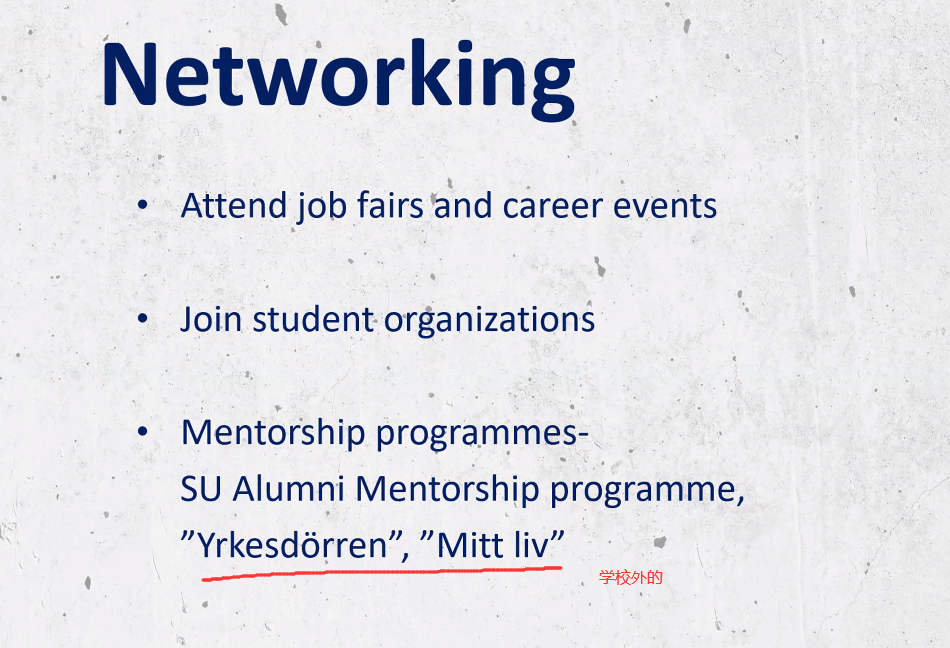 Networking
• Attend job fairs and career events
• Join student organizations
• Mentorship programmes-
SU Alumni Mentorship programme,
”Yrkesdörren”, ”Mitt liv”
学校外的